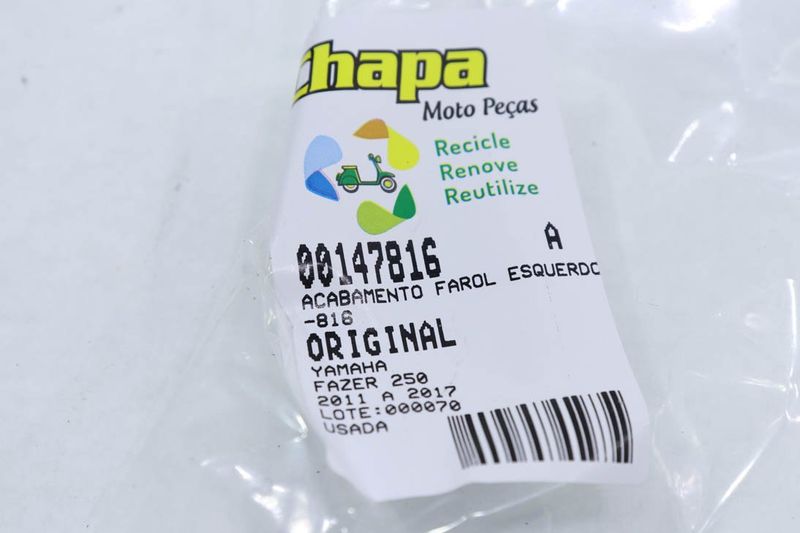 Chapa
Moto Peças
Recicle
Renove
Reutilize
00147816 A
ACABAMENTO FAROL ESQUERDO
-816
ORIGINAL
YAMAHA
FAZER 250
2011 A 2017
LOTE:000070
USADA